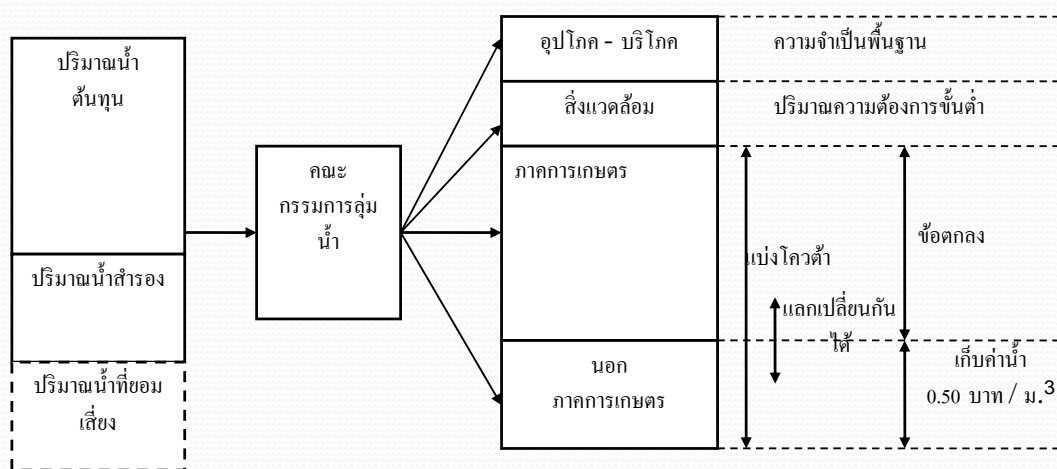 ปริมาณน้ำ
ต้นทุน
ปริมาณน้ำสำรอง
ปริมาณน้ำที่ยอม
เสี่ยง
คณะ
กรรมการลุ่ม
น้ำ
อุปโภค - บริโภค
สิ่งแวดล้อม
ภาคการเกษตร
นอก
ภาคการเกษตร
ความจำเป็นพื้นฐาน
ปริมาณความต้องการขั้นต่ำ
ข้อตกลง
แบ่งโควต้า
แลกเปลี่ยนกัน
ได้
เก็บค่าน้ำ
0.50 บาท / ม.³